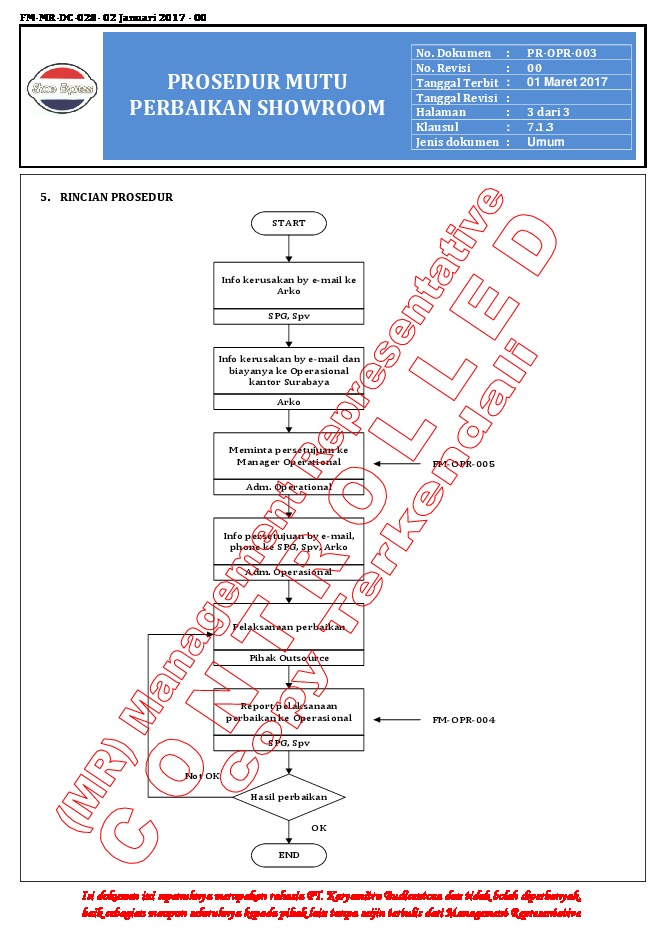 FM-MR-DC-028- 02 Januari 2017 - 00
Shoe Express
PROSEDUR MUTU
PERBAIKAN SHOWROOM
No. Dokumen : PR-OPR-003
No. Revisi : 00
Tanggal Terbit : 01 Maret 2017
Tanggal Revisi :
Halaman : 3 dari 3
Klausul : 7.1.3
Jenis dokumen : Umum
5. RINCIAN PROSEDUR
START
Info kerusakan by e-mail ke
Arko
SPG, Spv
Info kerusakan by e-mail dan
biayanya ke Operasional
kantor Surabaya
Arko
Meminta persetujuan ke
Manager Operational
FM-OPR-005
Adm. Operational
Info persetujuan by e-mail,
phone ke SPG, Spv, Arko
Adm. Operasional
Pelaksanaan perbaikan
Pihak Outsource
Report pelaksanaan
perbaikan ke Operasional
FM-OPR-004
SPG, Spv
Not OK
Hasil perbaikan
OK
END
(MR) Management Representative
CONTROLLED
Copy Terkendali
Isi dokumen ini sepenuhnya merupakan rahasia PT. Karyamitra Budisentosa dan tidak boleh diperbanyak,
baik sebagian maupun seluruhnya kepada pihak lain tanpa seijin tertulis dari Management Representative